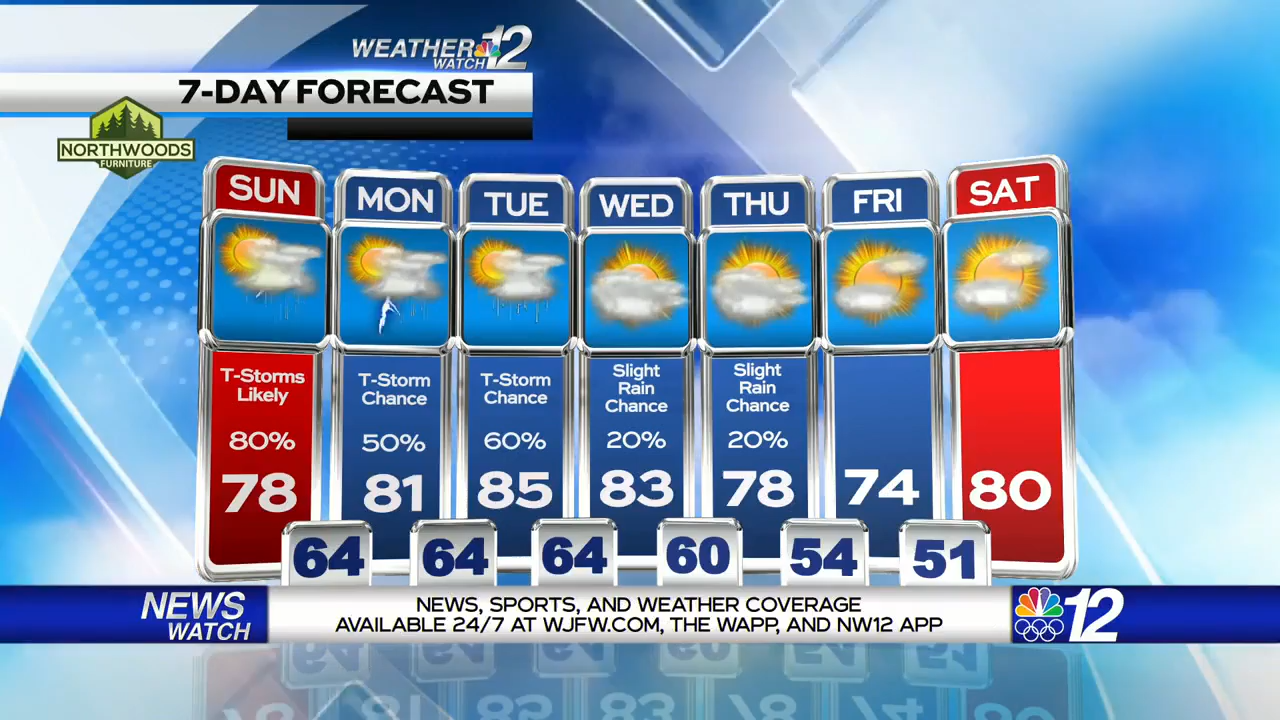 WEATHER 12
WATCH
7-DAY FORECAST
NORTHWOODS
FURNITURE
SUN
MON
TUE
WED
THU
FRI
SAT
T-Storms
Likely
80%
78
T-Storm
Chance
50%
81
T-Storm
Chance
60%
85
Slight
Rain
Chance
20%
83
Slight
Rain
Chance
20%
78
74
80
64
64
64
60
54
51
NEWS
WATCH
NEWS, SPORTS, AND WEATHER COVERAGE
AVAILABLE 24/7 AT WJFW.COM, THE WAPP, AND NW12 APP
12